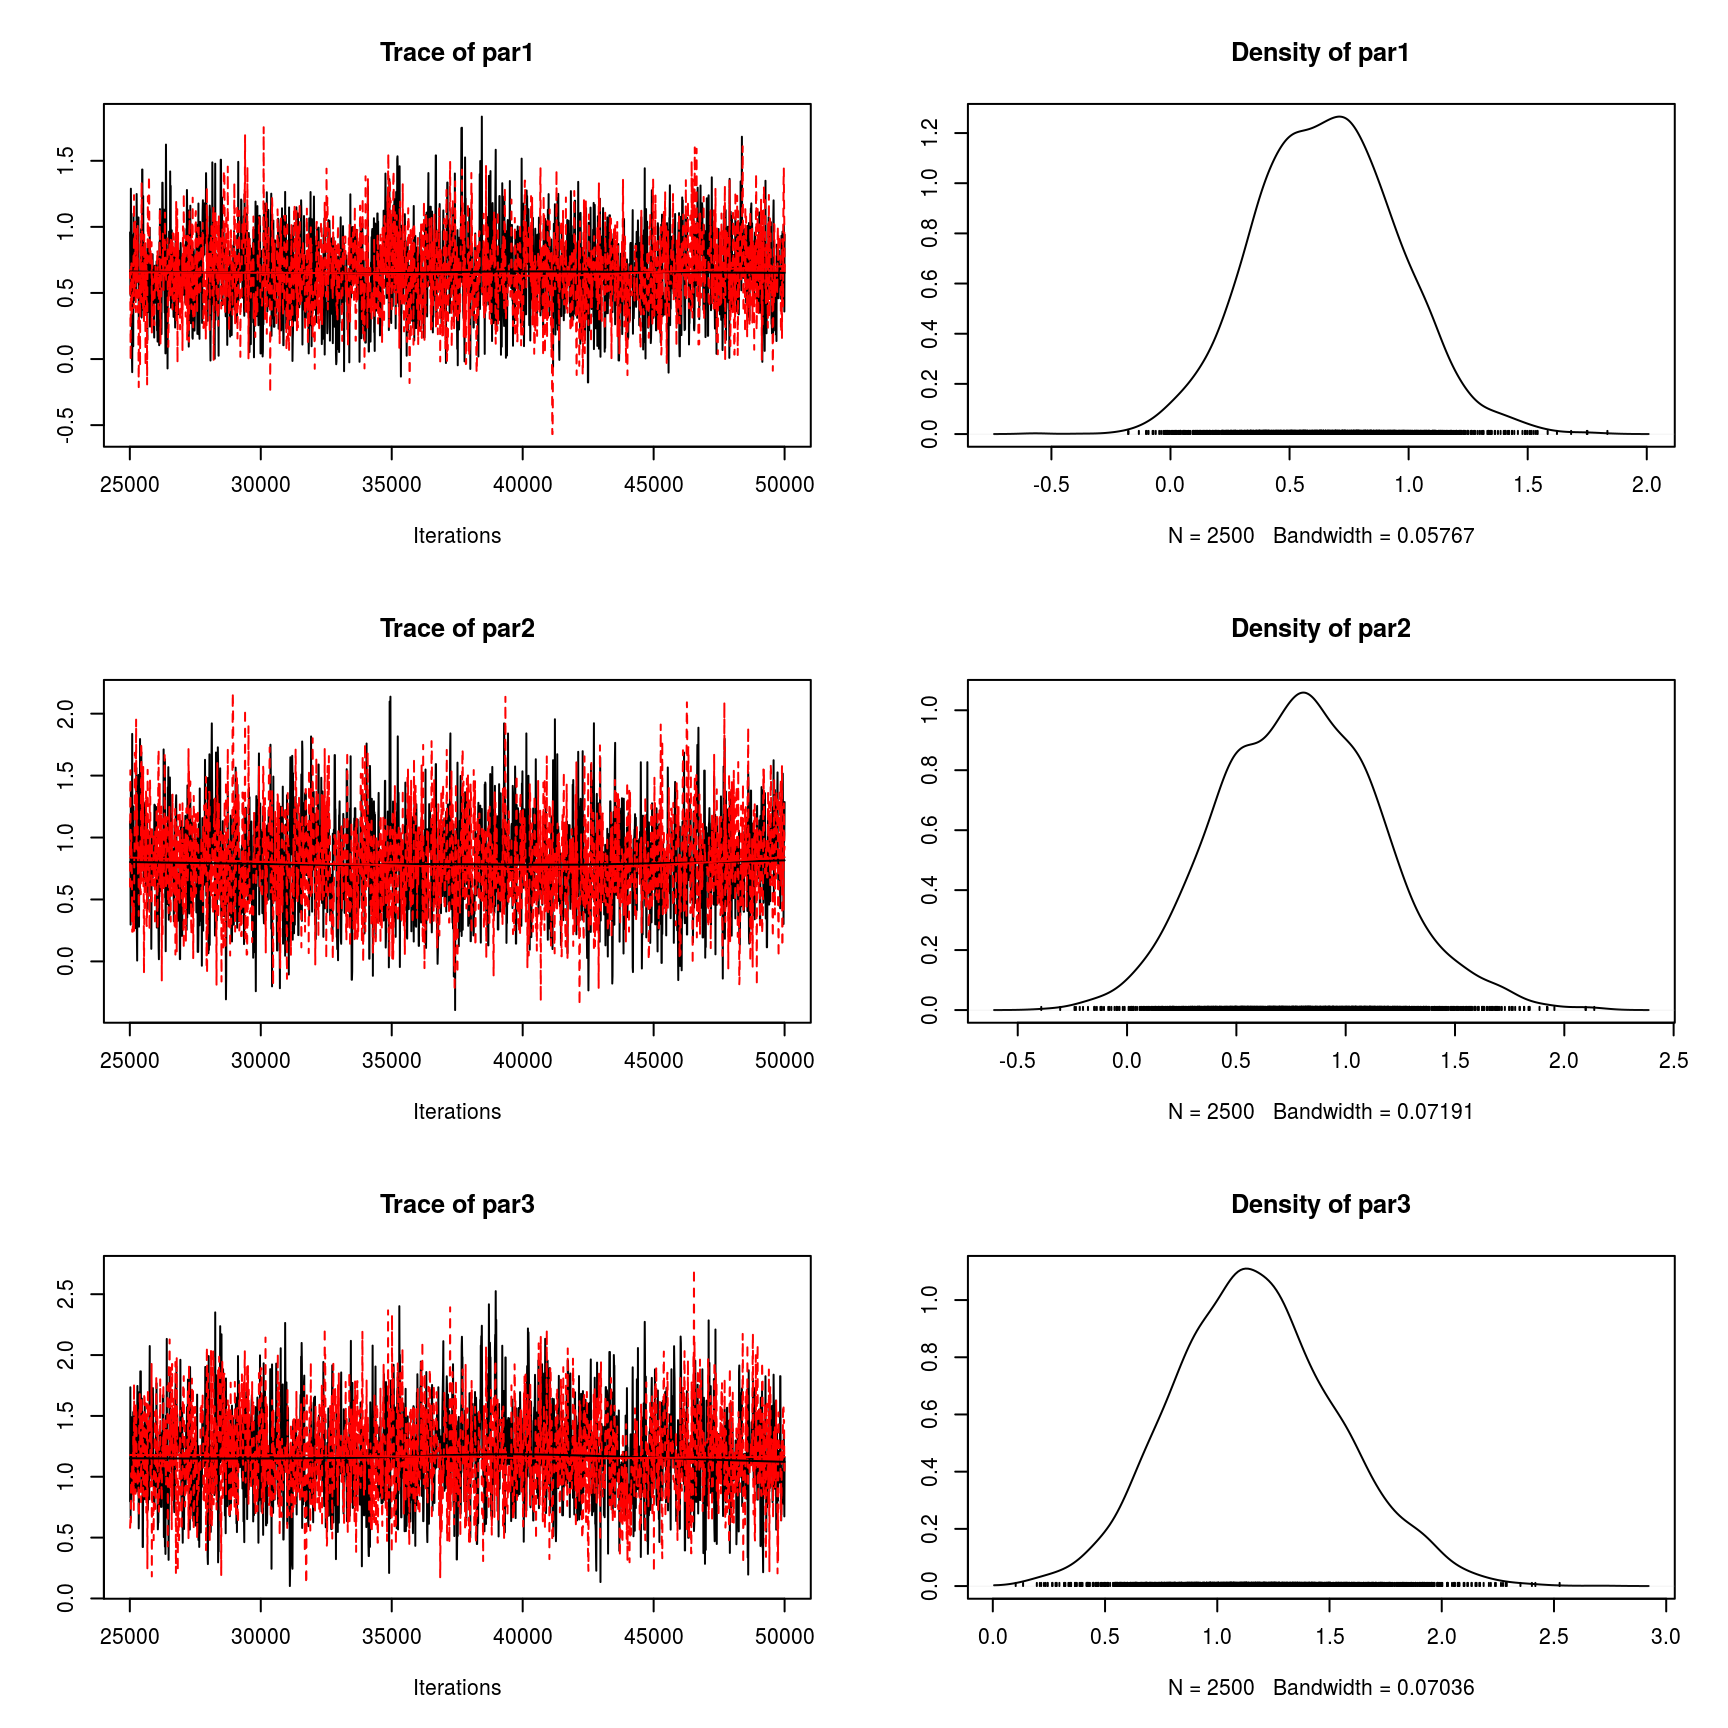 Trace of par1
1.5
1.0
0.5
0.0
-0.5
25000 30000 35000 40000 45000 50000
Iterations
Density of par1
1.2
1.0
0.8
0.6
0.4
0.2
0.0
-0.5 0.0 0.5 1.0 1.5 2.0
N = 2500 Bandwidth = 0.05767
Trace of par2
2.0
1.5
1.0
0.5
0.0
25000 30000 35000 40000 45000 50000
Iterations
Density of par2
1.0
0.8
0.6
0.4
0.2
0.0
-0.5 0.0 0.5 1.0 1.5 2.0 2.5
N = 2500 Bandwidth = 0.07191
Trace of par3
2.5
2.0
1.5
1.0
0.5
0.0
25000 30000 35000 40000 45000 50000
Iterations
Density of par3
1.0
0.8
0.6
0.4
0.2
0.0
0.0 0.5 1.0 1.5 2.0 2.5 3.0
N = 2500 Bandwidth = 0.07036